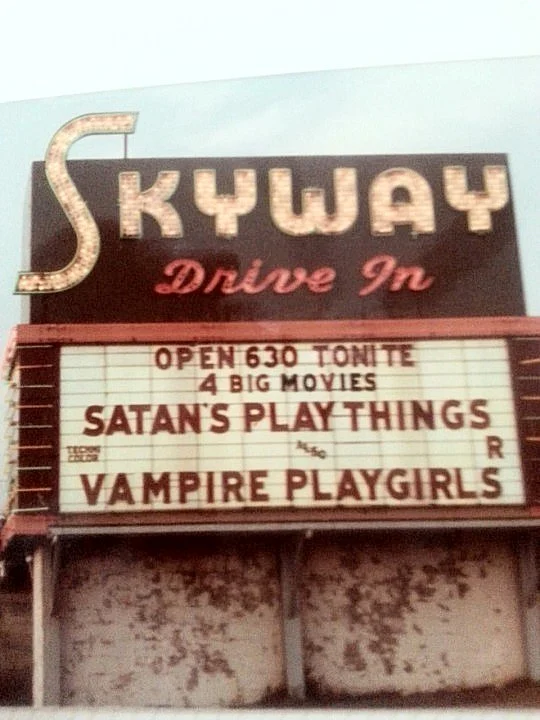 SKYWAY
Drive In
OPEN 630 TONITE
4 BIG MOVIES
SATAN'S PLAYTHINGS
TECHNI
COLOR
ALSO
R
VAMPIRE PLAYGIRLS